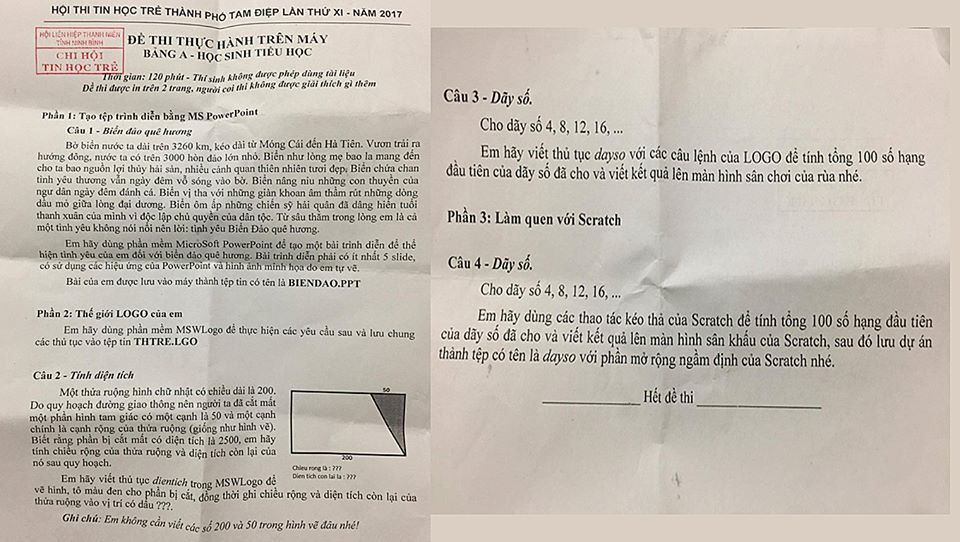 HỘI THI TIN HỌC TRẺ THÀNH PHỐ TAM ĐIỆP LẦN THỨ XI - NĂM 2017
HỘI LIÊN HIỆP THANH NIÊN
TỈNH NINH BÌNH
CHI HỘI
TIN HỌC TRẺ
ĐỀ THI THỰC HÀNH TRÊN MÁY
BẢNG A - HỌC SINH TIỂU HỌC
Thời gian: 120 phút - Thí sinh không được phép dùng tài liệu
Đề thi được in trên 2 trang, người coi thi không được giải thích gì thêm
Phần 1: Tạo tệp trình diễn bằng MS PowerPoint
Câu 1 - Biển đảo quê hương
Bờ biển nước ta dài trên 3260 km, kéo dài từ Móng Cái đến Hà Tiên. Vươn trải ra
hướng đông, nước ta có trên 3000 hòn đảo lớn nhỏ. Biển như lòng mẹ bao la mang đến
cho ta bao nguồn lợi thủy hải sản, nhiều cảnh quan thiên nhiên tươi đẹp. Biển chứa chan
tình yêu thương vẫn ngày đêm vỗ sóng vào bờ. Biển nâng niu những con thuyền của
ngư dân ngày đêm đánh cá. Biển vị tha với những giàn khoan âm thầm rút những dòng
dầu mỏ giữa lòng đại dương. Biển ôm ấp những chiến sỹ hải quân đã dâng hiến tuổi
thanh xuân của mình vì độc lập chủ quyền của dân tộc. Từ sâu thẳm trong lòng em là cả
một tình yêu không nói nổi nên lời: tình yêu Biển Đảo quê hương.
Em hãy dùng phần mềm MicroSoft PowerPoint để tạo một bài trình diễn để thể
hiện tình yêu của em đối với biển đảo quê hương. Bài trình diễn phải có ít nhất 5 slide,
có sử dụng các hiệu ứng của PowerPoint và hình ảnh minh họa do em tự vẽ.
Bài của em được lưu vào máy thành tệp tin có tên là BIENDAO.PPT
Phần 2: Thế giới LOGO của em
Em hãy dùng phần mềm MSWLogo để thực hiện các yêu cầu sau và lưu chung
các thủ tục vào tệp tin THTRE.LGO
Câu 2 - Tính diện tích
Một thửa ruộng hình chữ nhật có chiều dài là 200.
Do quy hoạch đường giao thông nên người ta đã cắt mất
một phần hình tam giác có một cạnh là 50 và một cạnh
chính là cạnh rộng của thửa ruộng (giống như hình vẽ).
Biết rằng phần bị cắt mất có diện tích là 2500, em hãy
tính chiều rộng của thửa ruộng và diện tích còn lại của
nó sau quy hoạch.
50
200
Chieu rong là : ???
Dien tich con lai la : ???
Em hãy viết thủ tục dientich trong MSWLogo để
vẽ hình, tô màu đen cho phần bị cắt, đồng thời ghi chiều rộng và diện tích còn lại của
thửa ruộng vào vị trí có dấu ???.
Ghi chú: Em không cần viết các số 200 và 50 trong hình vẽ đâu nhé!
Câu 3 - Dãy số.
Cho dãy số 4, 8, 12, 16, ...
Em hãy viết thủ tục dayso với các câu lệnh của LOGO để tính tổng 100 số hạng
đầu tiên của dãy số đã cho và viết kết quả lên màn hình sân chơi của rùa nhé.
Phần 3: Làm quen với Scratch
Câu 4 - Dãy số.
Cho dãy số 4, 8, 12, 16, ...
Em hãy dùng các thao tác kéo thả của Scratch để tính tổng 100 số hạng đầu tiên
của dãy số đã cho và viết kết quả lên màn hình sân khấu của Scratch, sau đó lưu dự án
thành tệp có tên là dayso với phần mở rộng ngầm định của Scratch nhé.
Hết đề thi